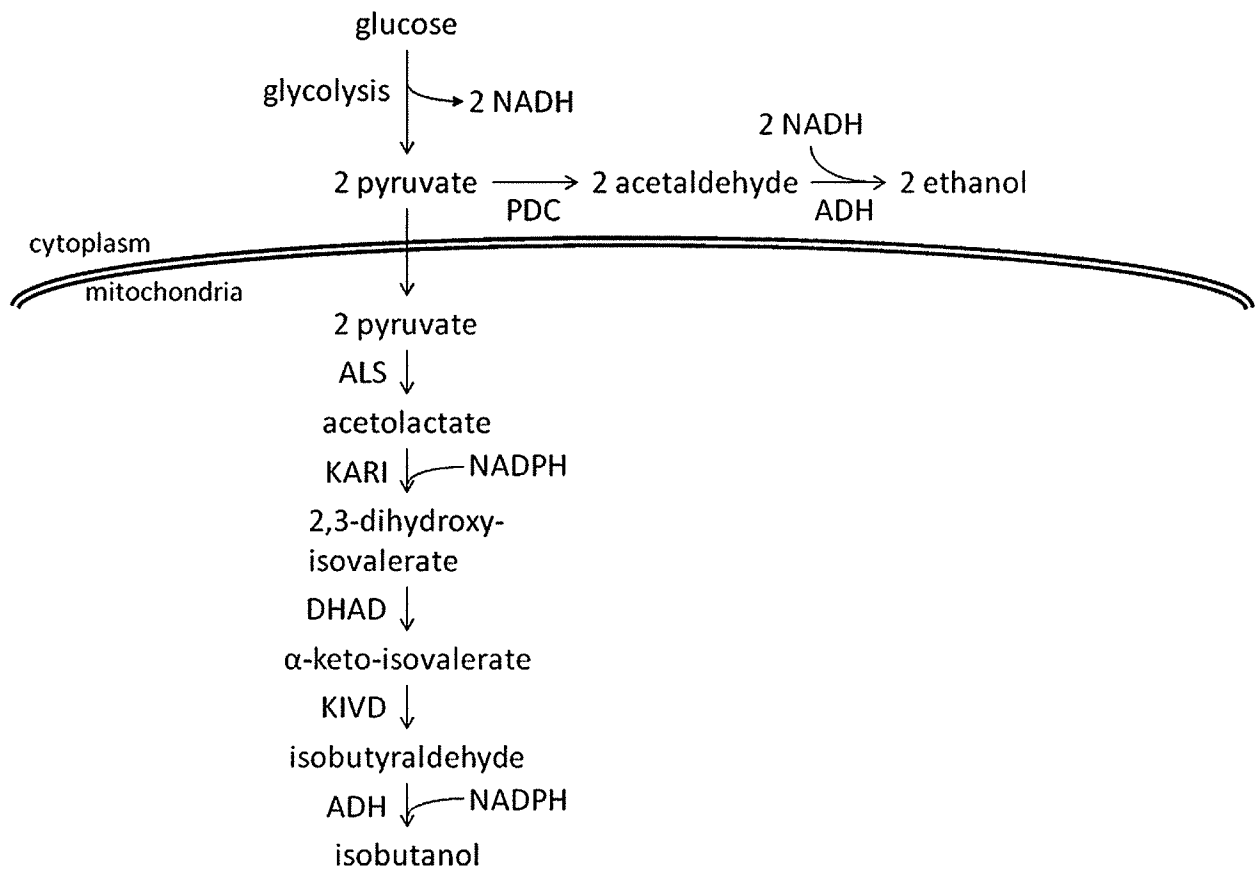 glucose
glycolysis
2 NADH
2 NADH
2 pyruvate
2 acetaldehyde
2 ethanol
PDC
ADH
cytoplasm
mitochondria
2 pyruvate
ALS
acetolactate
KARI
NADPH
2,3-dihydroxy-
isovalerate
DHAD
α-keto-isovalerate
KIVD
isobutyraldehyde
ADH
NADPH
isobutanol